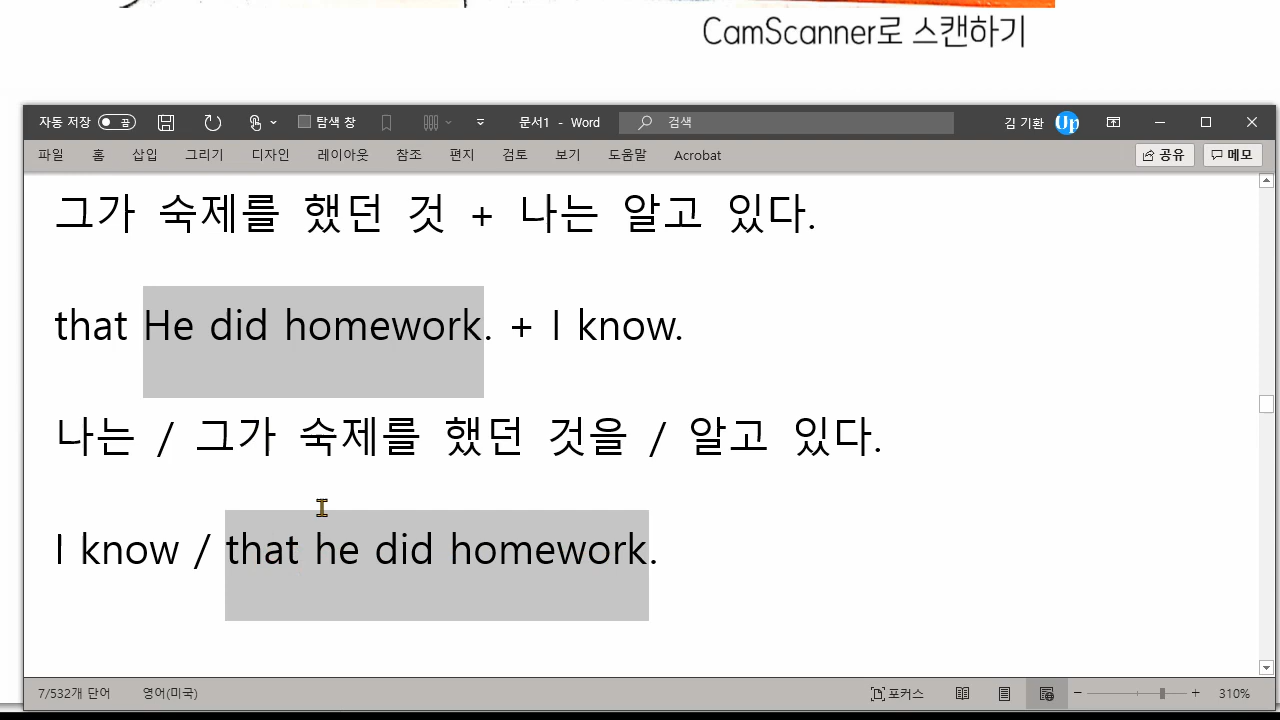 CamScanner로 스캔하기
자동 저장 끔 탐색 창 문서1 - Word 검색 김 기환 Up
파일 홈 삽입 그리기 디자인 레이아웃 참조 편지 검토 보기 도움말 Acrobat 공유 메모
그가 숙제를 했던 것 + 나는 알고 있다.
that He did homework. + I know.
나는 / 그가 숙제를 했던 것을 / 알고 있다.
I know / that he did homework.
7/532개 단어 영어(미국) 포커스 310%